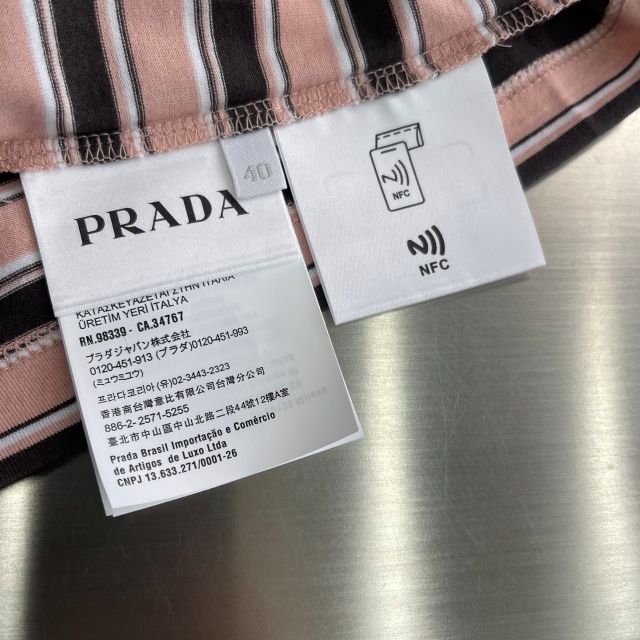 40
PRADA
ΚΑΤΑΣΚΕΥΑΖΕΤΑΙ ΣΤΗΝ ΙΤΑΛΙΑ
ÜRETİM YERİ İTALYA
RN.98339 - CA.34767
プラダジャパン株式会社
0120-451-913 (プラダ)0120-451-993
(ミュウミュウ)
프라다코리아 (유)02-3443-2323
香港商台灣意比有限公司台灣分公司
886-2-2571-5255
臺北市中山區中山北路二段44號12樓A室
Prada Brasil Importação e Comércio
de Artigos de Luxo Ltda
CNPJ 13.633.271/0001-26
NFC
NFC